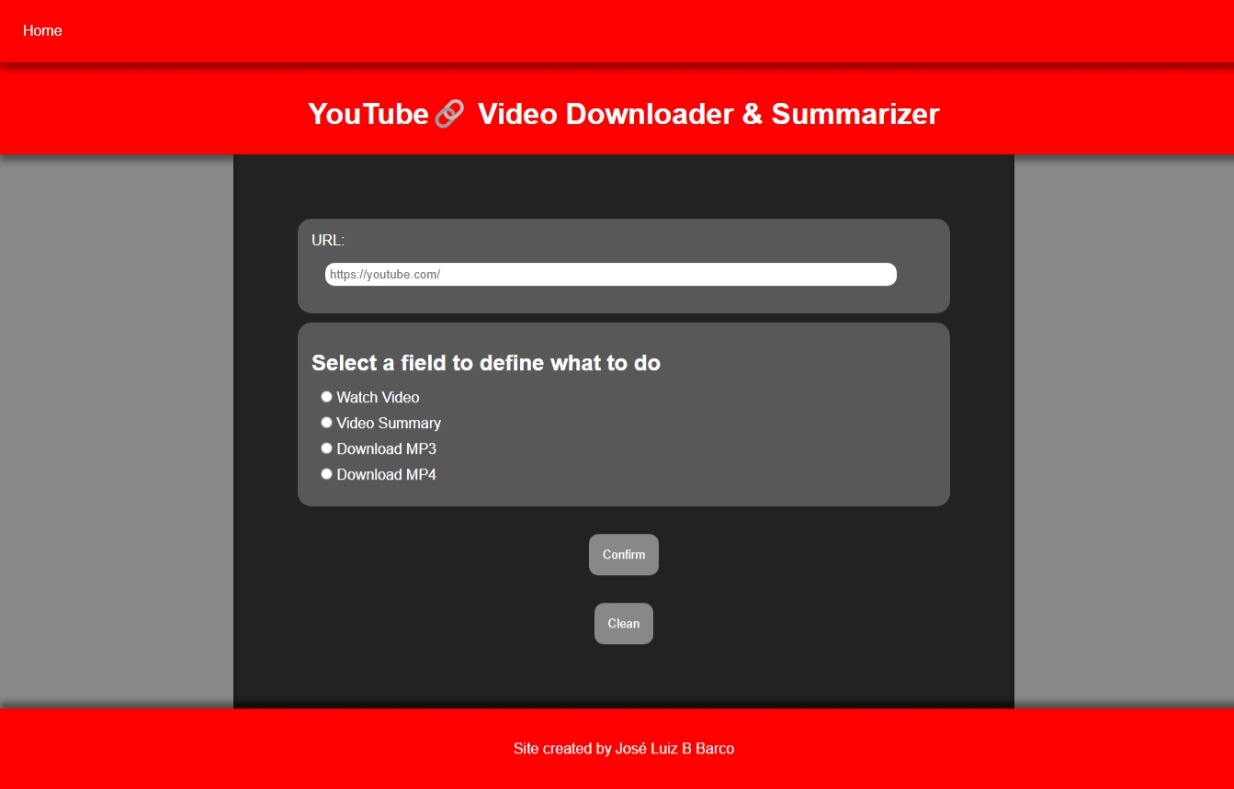 Home
YouTube🔗 Video Downloader & Summarizer
URL:
https://youtube.com/
Select a field to define what to do
Watch Video
Video Summary
Download MP3
Download MP4
Confirm
Clean
Site created by José Luiz B Barco